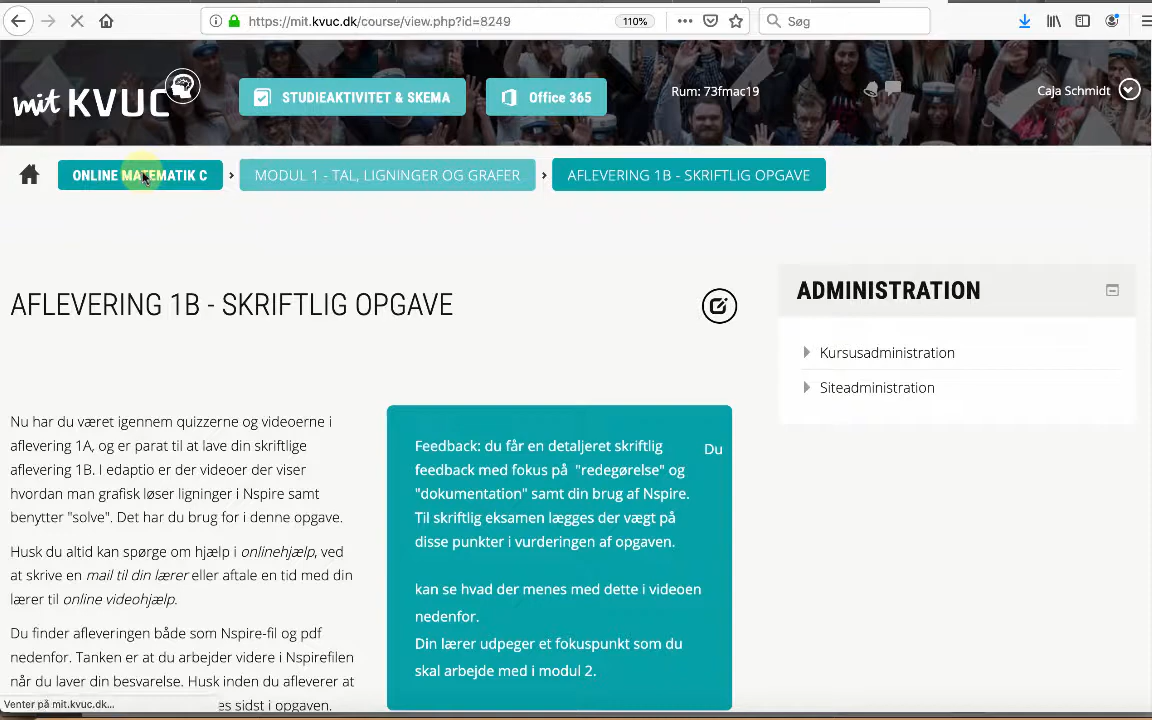 https://mit.kvuc.dk/course/view.php?id=8249
110%
Søg
mit KVUC
STUDIEAKTIVITET & SKEMA
Office 365
Rum: 73fmac19
Caja Schmidt
ONLINE MATEMATIK C
MODUL 1 - TAL, LIGNINGER OG GRAFER
AFLEVERING 1B - SKRIFTLIG OPGAVE
AFLEVERING 1B - SKRIFTLIG OPGAVE
Nu har du været igennem quizzerne og videoerne i
aflevering 1A, og er parat til at lave din skriftlige
aflevering 1B. I edaptio er der videoer der viser
hvordan man grafisk løser ligninger i Nspire samt
benytter "solve". Det har du brug for i denne opgave.
Husk du altid kan spørge om hjælp i onlinehjælp, ved
at skrive en mail til din lærer eller aftale en tid med din
lærer til online videohjælp.
Du finder afleveringen både som Nspire-fil og pdf
nedenfor. Tanken er at du arbejder videre i Nspirefilen
når du laver din besvarelse. Husk inden du afleverer at
es sidst i opgaven.
Feedback: du får en detaljeret skriftlig
Du
feedback med fokus på "redegørelse" og
"dokumentation" samt din brug af Nspire.
Til skriftlig eksamen lægges der vægt på
disse punkter i vurderingen af opgaven.
kan se hvad der menes med dette i videoen
nedenfor.
Din lærer udpeger et fokuspunkt som du
skal arbejde med i modul 2.
ADMINISTRATION
Kursusadministration
Siteadministration
Venter på mit.kvuc.dk...